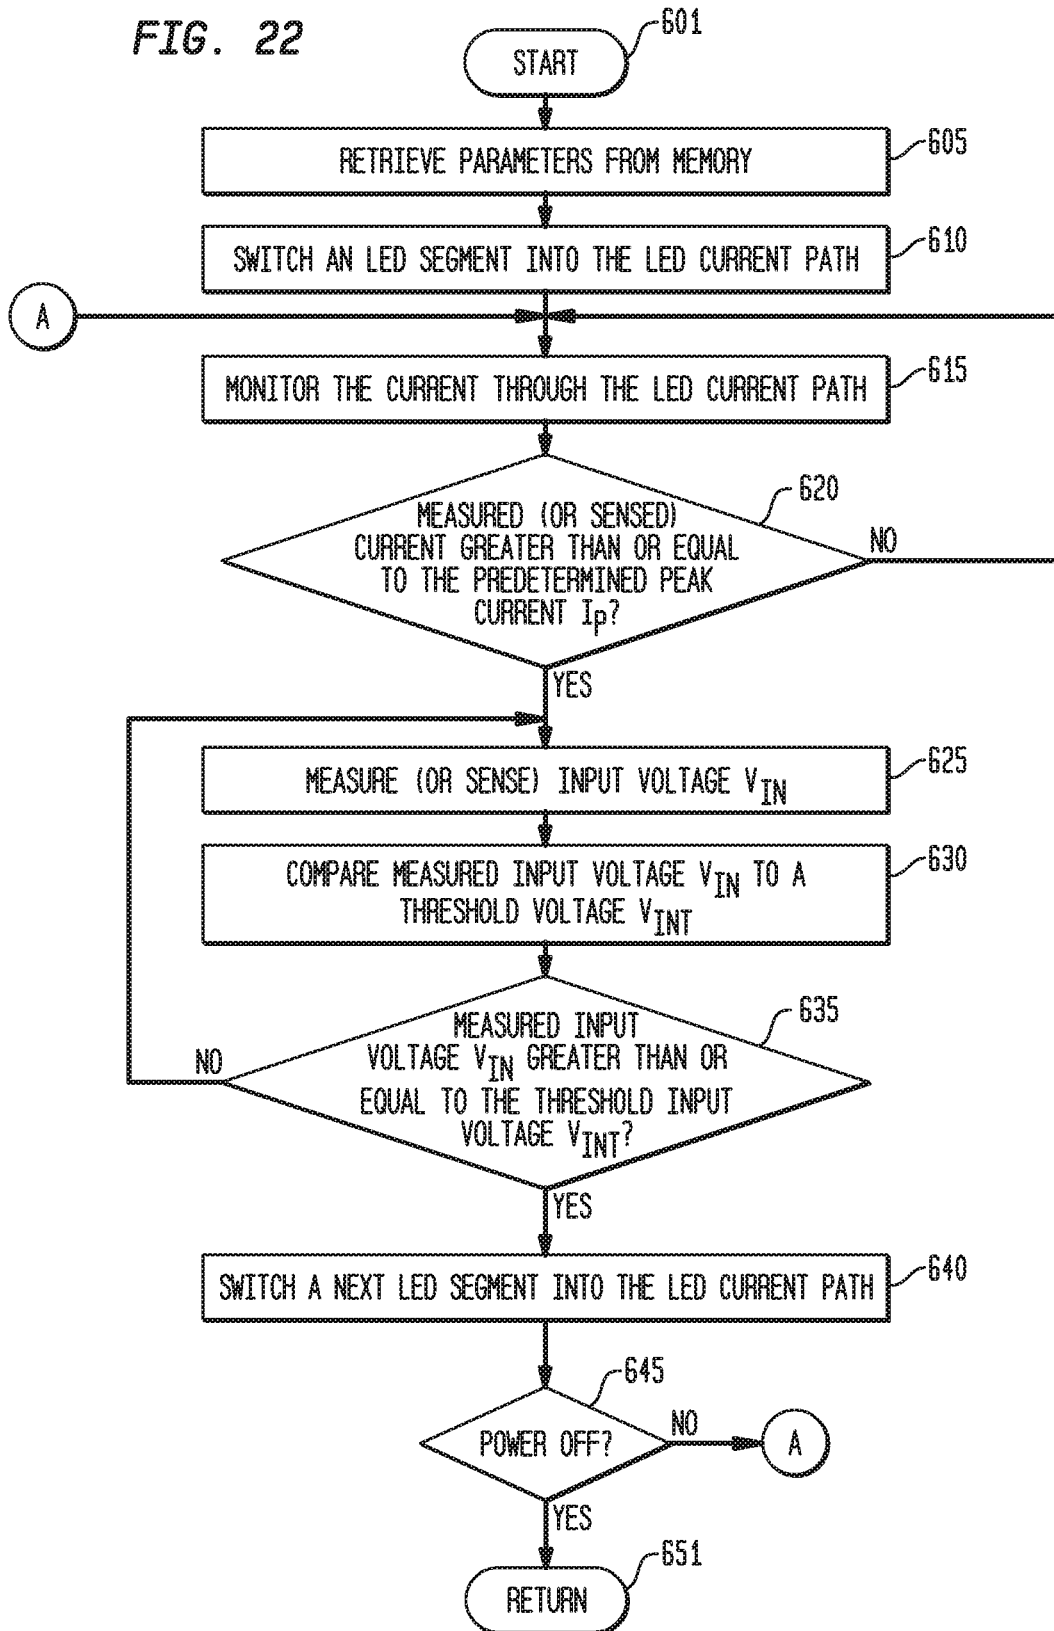 FIG. 22
601
START
605
RETRIEVE PARAMETERS FROM MEMORY
610
SWITCH AN LED SEGMENT INTO THE LED CURRENT PATH
A
615
MONITOR THE CURRENT THROUGH THE LED CURRENT PATH
620
MEASURED (OR SENSED)
CURRENT GREATER THAN OR EQUAL
TO THE PREDETERMINED PEAK
CURRENT Ip?
NO
YES
625
MEASURE (OR SENSE) INPUT VOLTAGE VIN
630
COMPARE MEASURED INPUT VOLTAGE VIN TO A
THRESHOLD VOLTAGE VINT
635
MEASURED INPUT
VOLTAGE VIN GREATER THAN OR
EQUAL TO THE THRESHOLD INPUT
VOLTAGE VINT?
NO
YES
640
SWITCH A NEXT LED SEGMENT INTO THE LED CURRENT PATH
645
POWER OFF?
NO
A
YES
651
RETURN